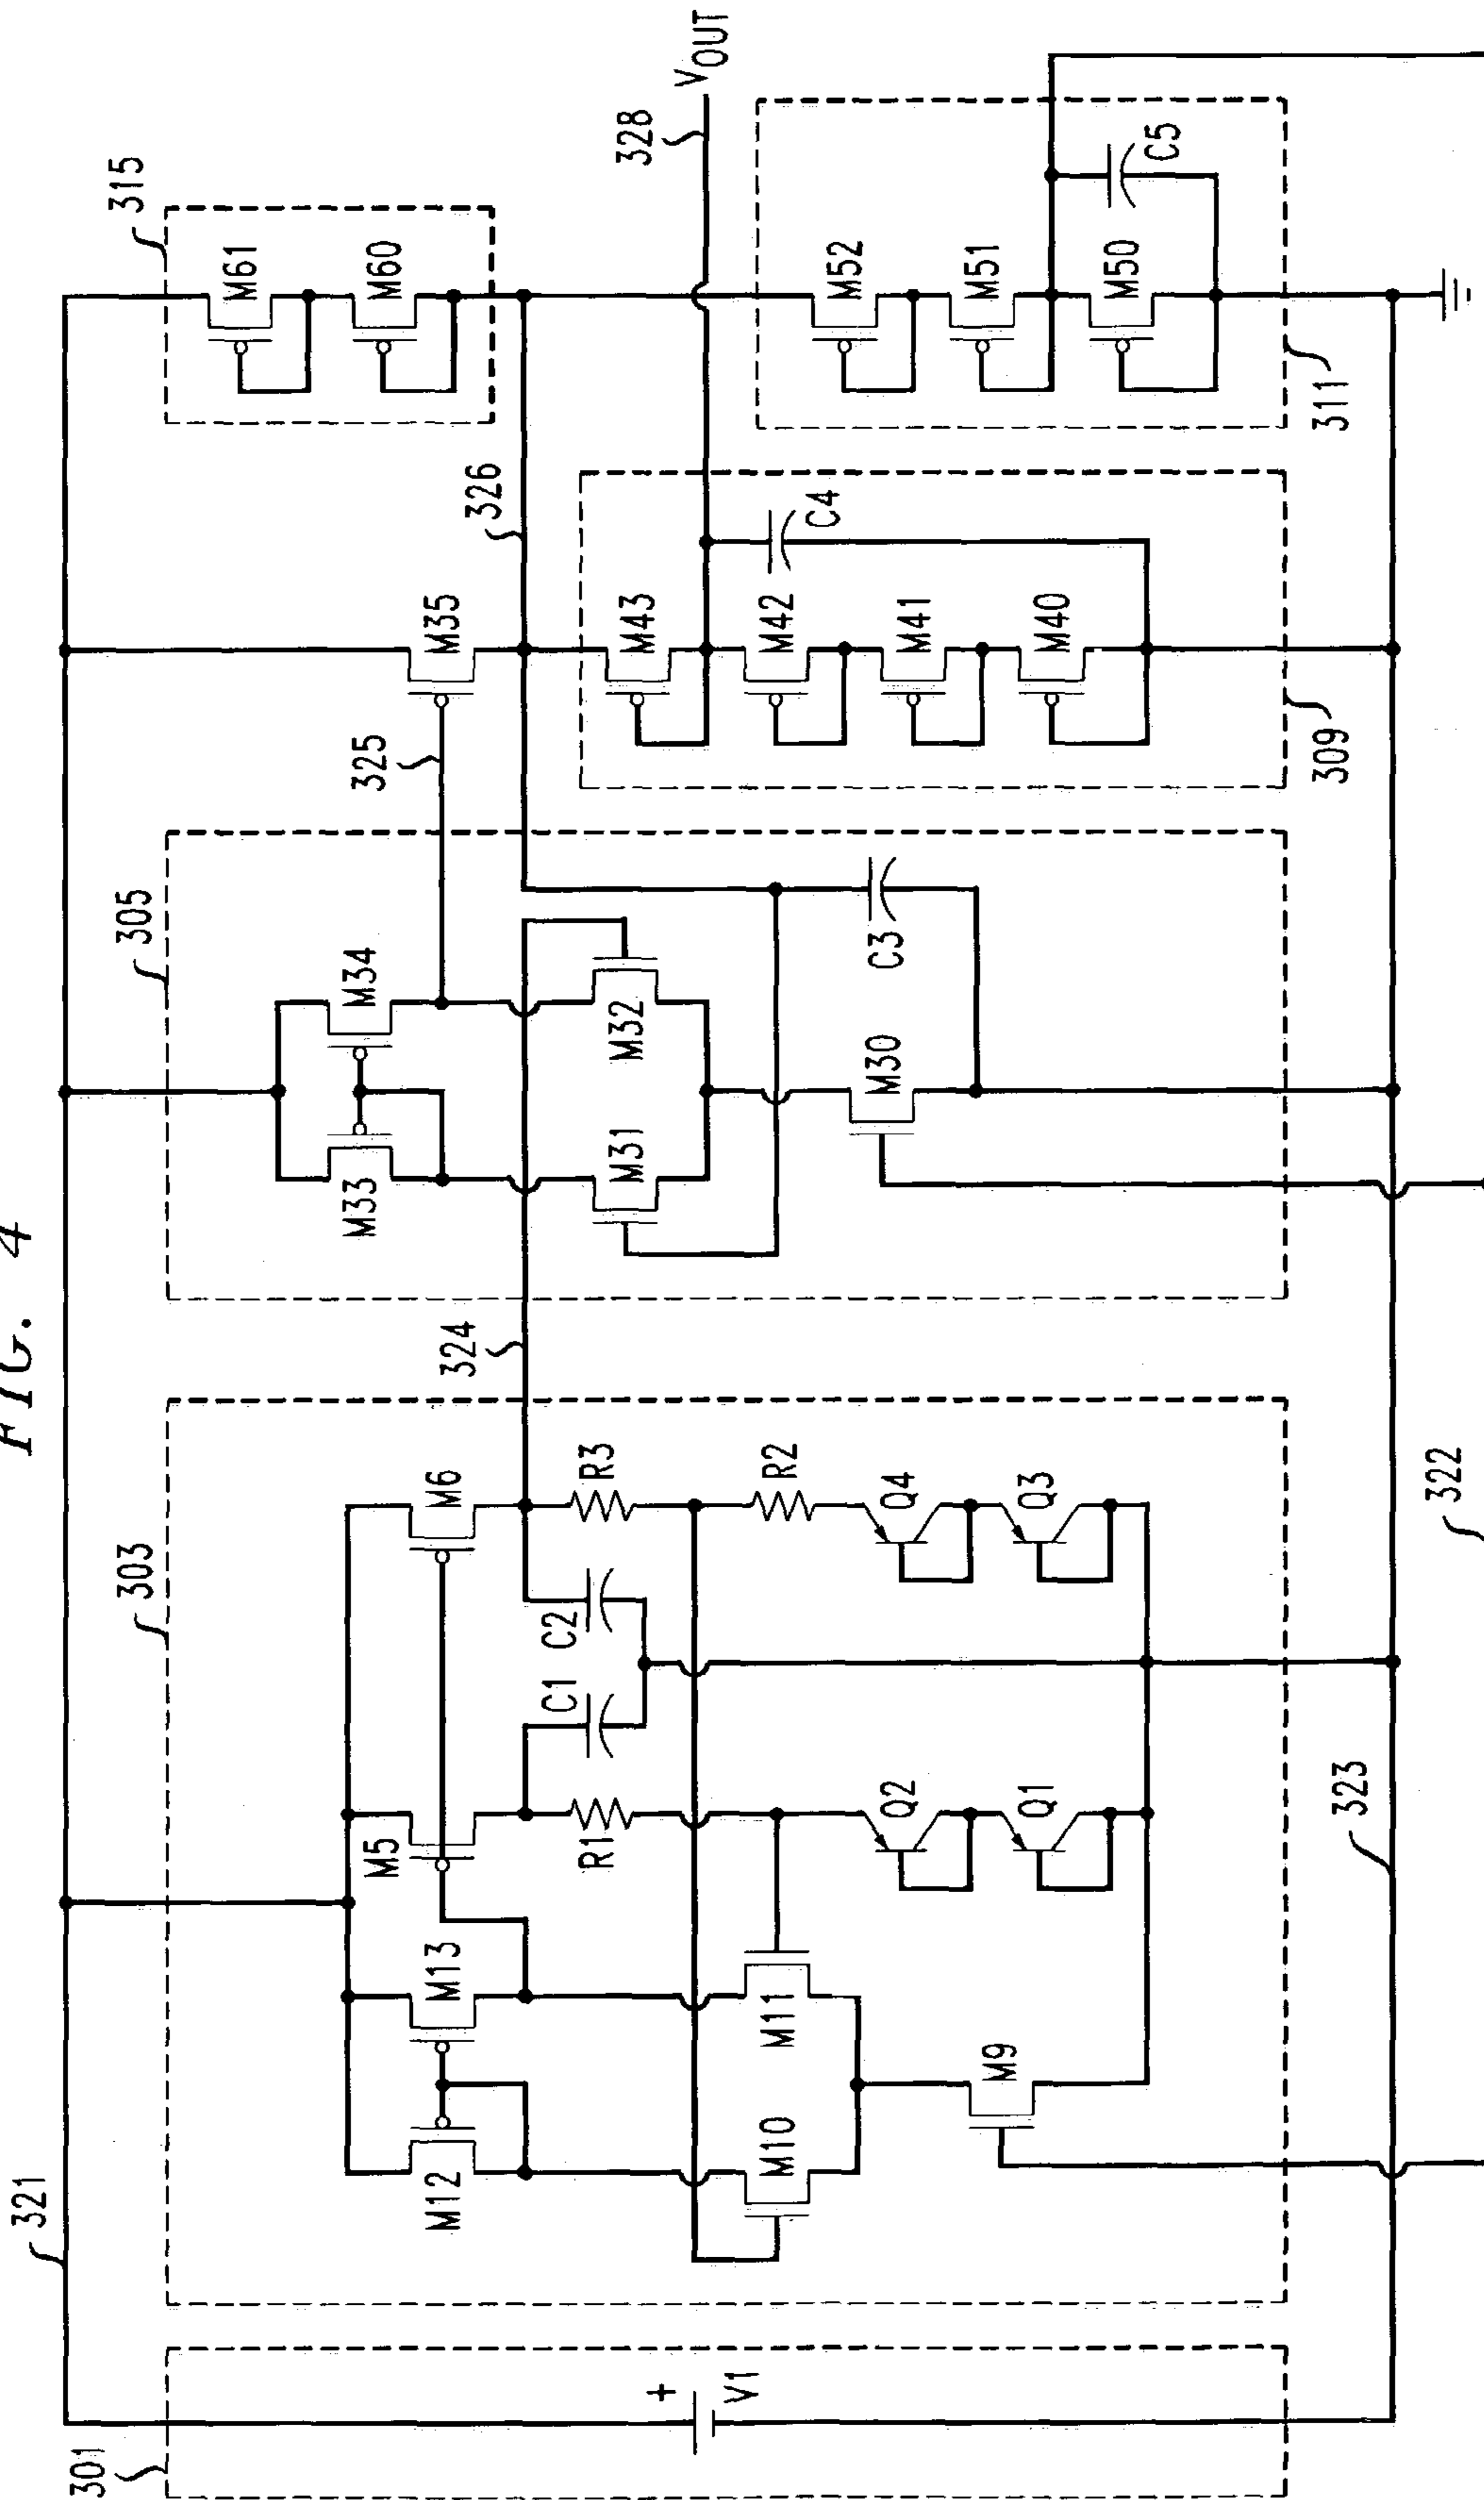 FIG. 4
321
301
V1
+
303
M12
M13
M5
M6
C1
C2
R1
R3
R2
M10
M11
M9
Q2
Q1
Q4
Q3
323
322
324
305
M33
M34
M31
M32
M30
C3
325
M35
326
M43
M42
M41
M40
C4
309
315
M61
M60
328
VOUT
M52
M51
M50
C5
311